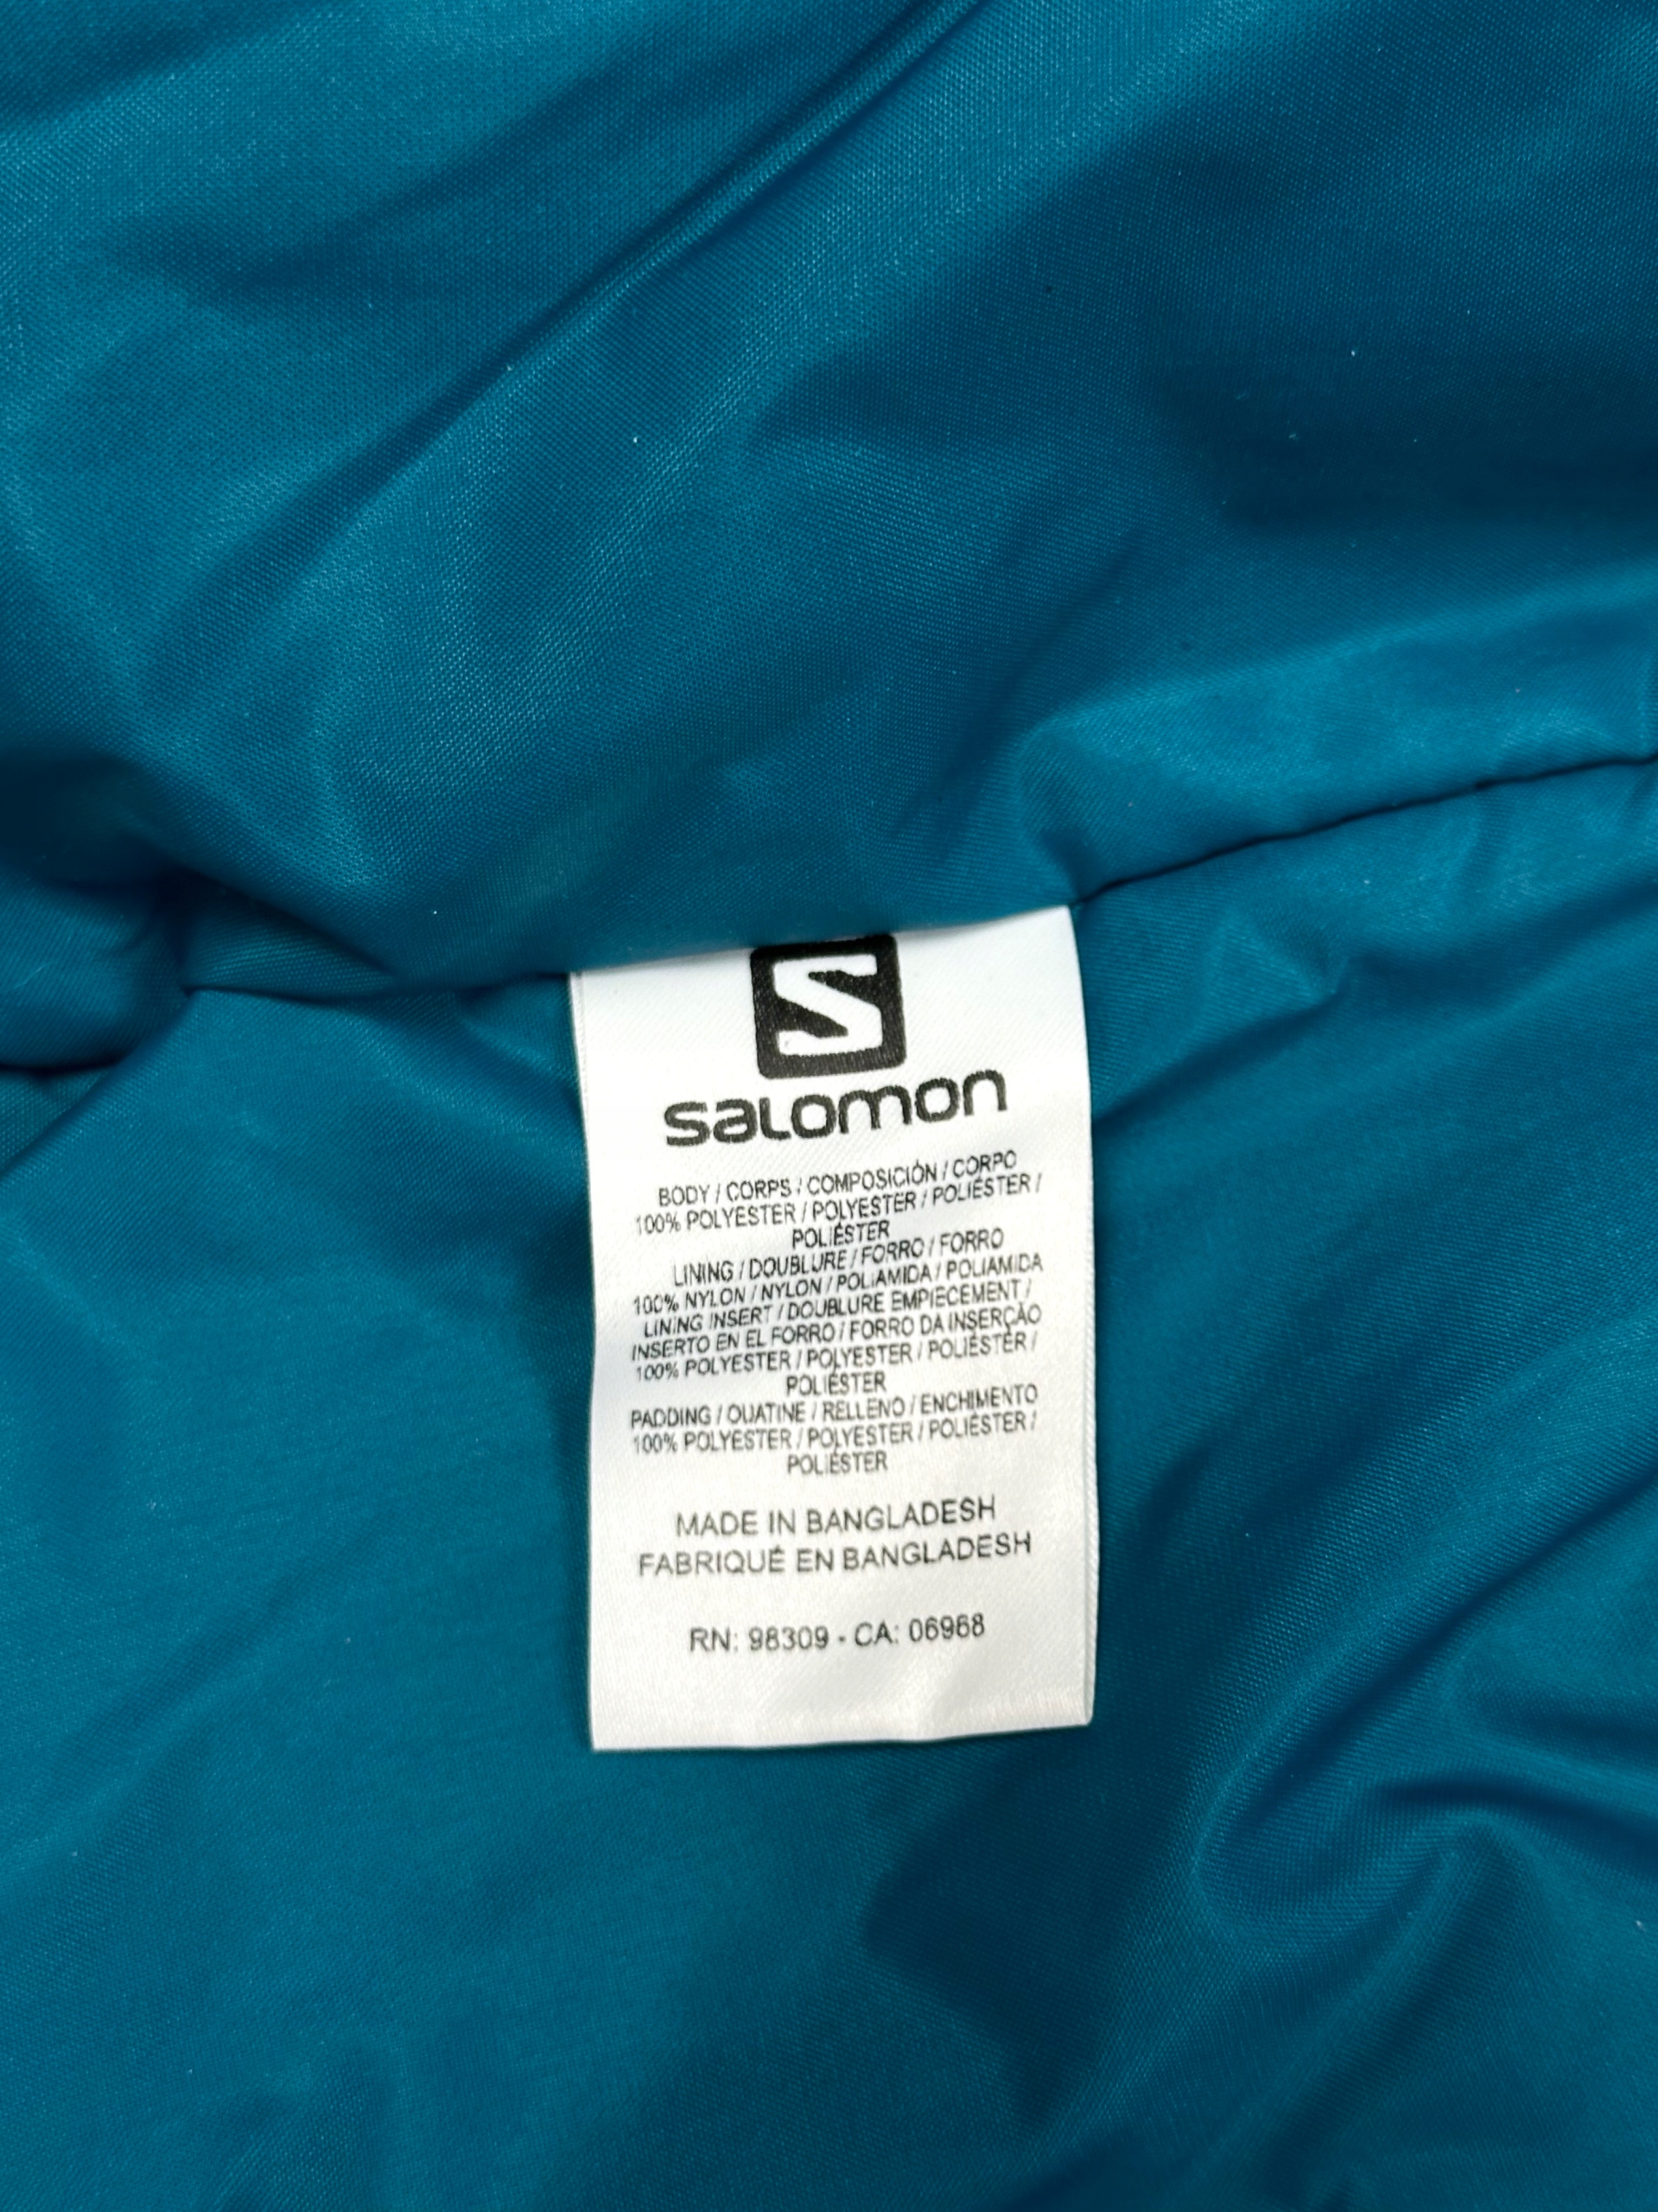 S
SALOMON
BODY / CORPS / COMPOSICIÓN / CORPO
100% POLYESTER / POLYESTER / POLIÉSTER /
POLIÉSTER
LINING / DOUBLURE / FORRO / FORRO
100% NYLON / NYLON / POLIAMIDA / POLIAMIDA
LINING INSERT / DOUBLURE EMPIECEMENT /
INSERTO EN EL FORRO / FORRO DA INSERÇÃO
100% POLYESTER / POLYESTER / POLIÉSTER /
POLIÉSTER
PADDING / OUATINE / RELLENO / ENCHIMENTO
100% POLYESTER / POLYESTER / POLIÉSTER /
POLIÉSTER
MADE IN BANGLADESH
FABRIQUÉ EN BANGLADESH
RN: 98309 - CA: 06968